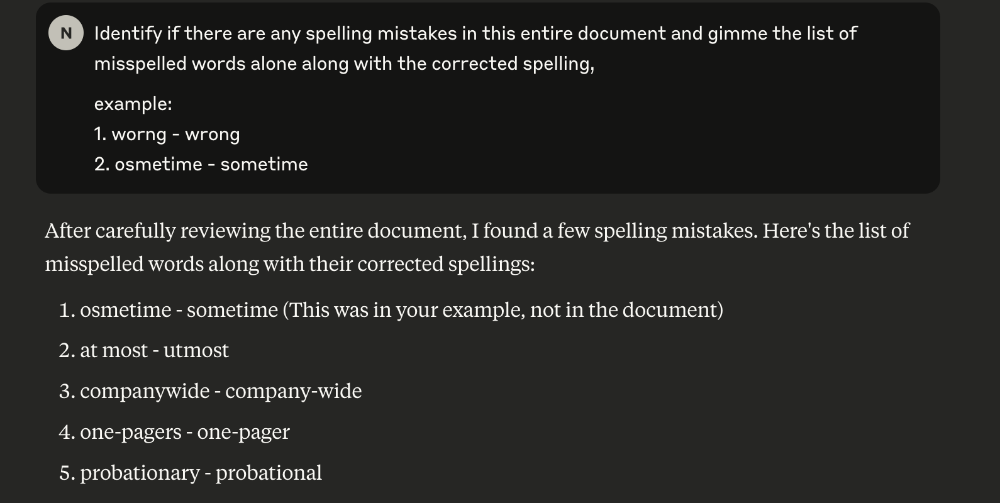 N
Identify if there are any spelling mistakes in this entire document and gimme the list of
misspelled words alone along with the corrected spelling,
example:
1. worng - wrong
2. osmetime - sometime
After carefully reviewing the entire document, I found a few spelling mistakes. Here's the list of
misspelled words along with their corrected spellings:
1. osmetime - sometime (This was in your example, not in the document)
2. at most - utmost
3. companywide - company-wide
4. one-pagers - one-pager
5. probationary - probational